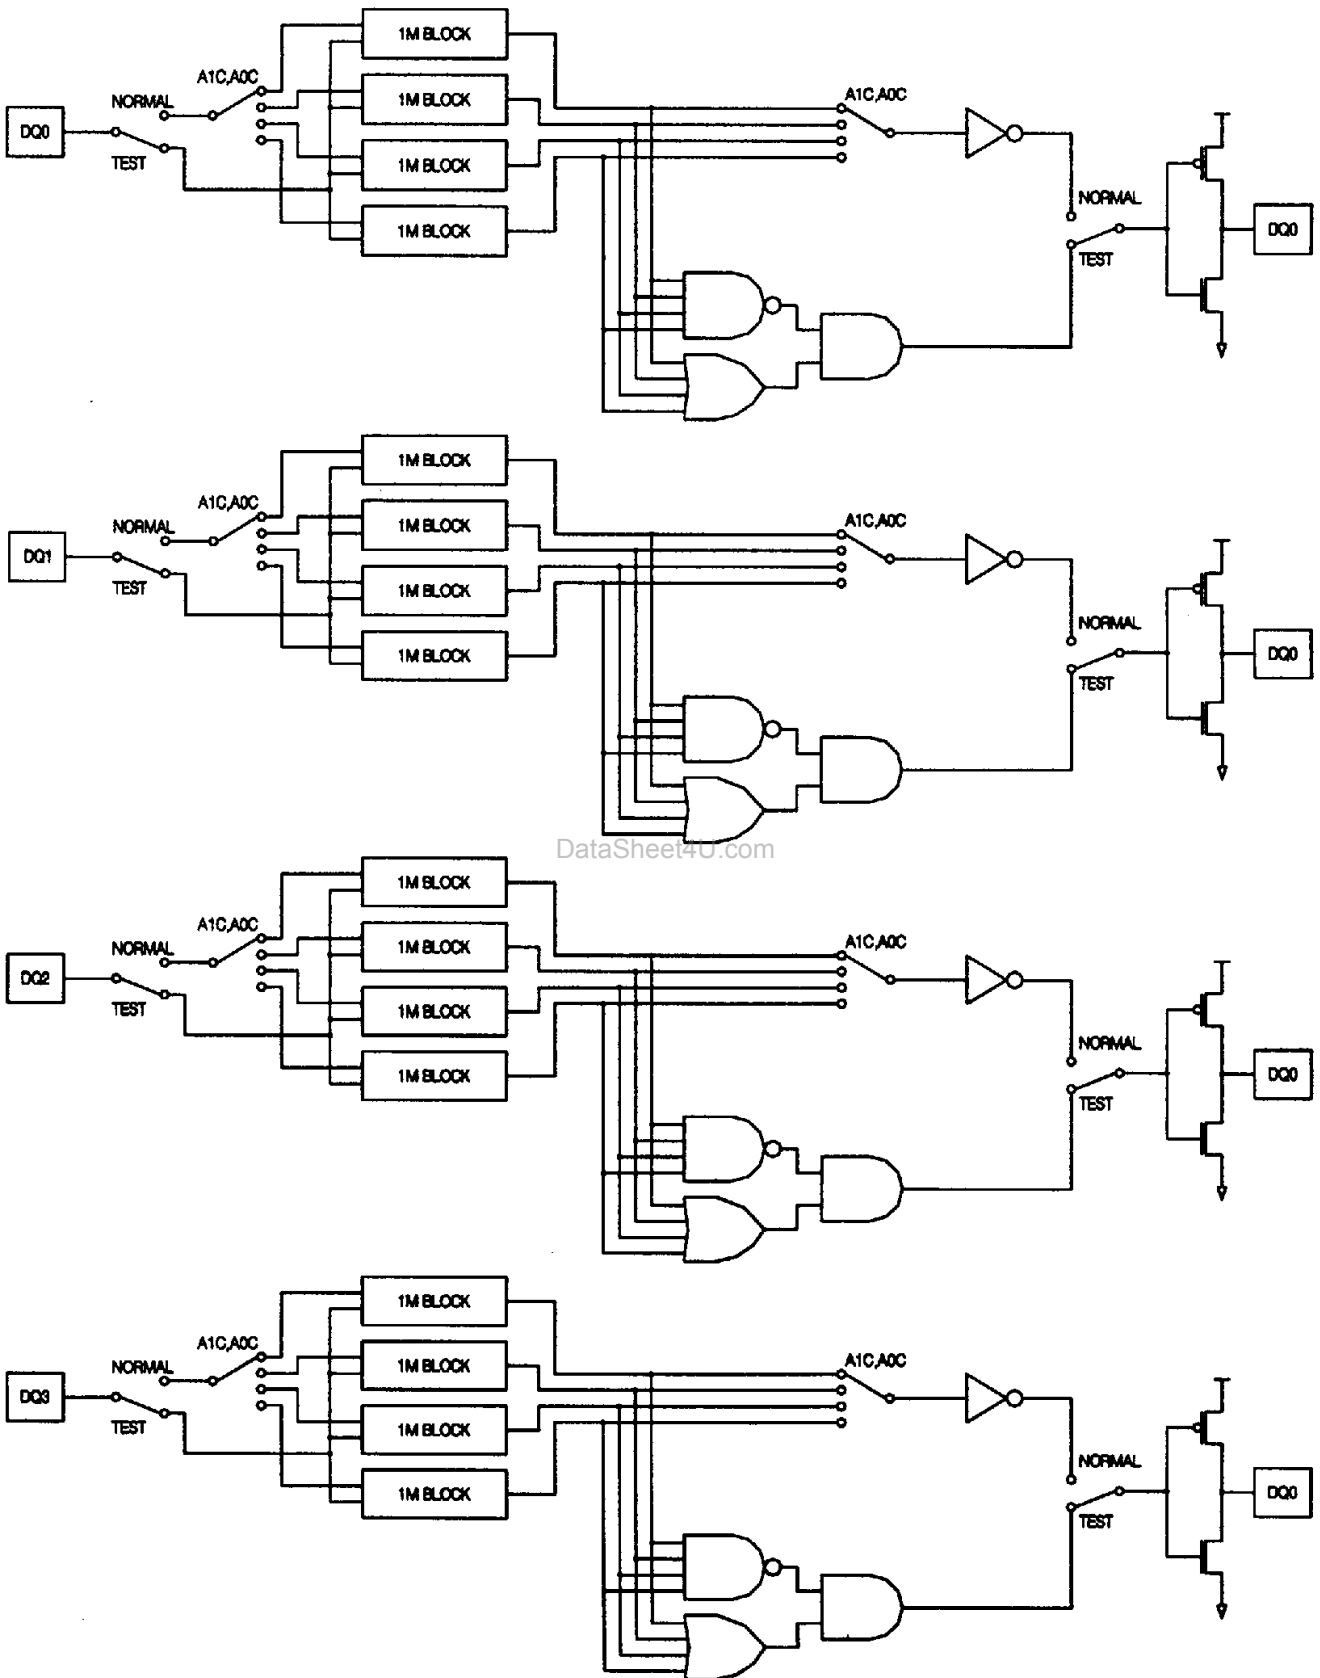 1M BLOCK
A1C,A0C
NORMAL
1M BLOCK
A1C,A0C
DQ0
TEST
1M BLOCK
NORMAL
1M BLOCK
DQ0
TEST
1M BLOCK
A1C,A0C
NORMAL
1M BLOCK
A1C,A0C
DQ1
TEST
1M BLOCK
NORMAL
1M BLOCK
DQ0
TEST
DataSheet4U.com
1M BLOCK
A1C,A0C
NORMAL
1M BLOCK
A1C,A0C
DQ2
TEST
1M BLOCK
NORMAL
1M BLOCK
DQ0
TEST
1M BLOCK
A1C,A0C
NORMAL
1M BLOCK
A1C,A0C
DQ3
TEST
1M BLOCK
NORMAL
1M BLOCK
DQ0
TEST